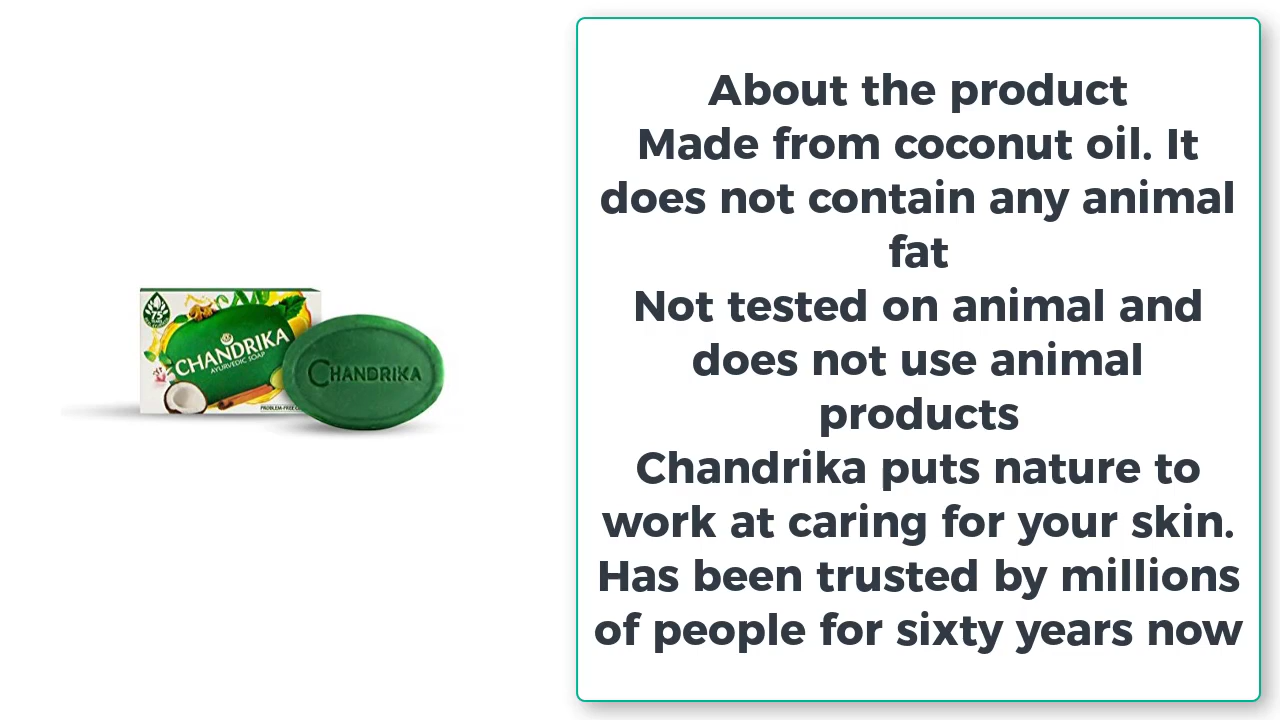 75
CHANDRIKA
AYURVEDIC SOAP
CHANDRIKA
About the product
Made from coconut oil. It
does not contain any animal
fat
Not tested on animal and
does not use animal
products
Chandrika puts nature to
work at caring for your skin.
Has been trusted by millions
of people for sixty years now